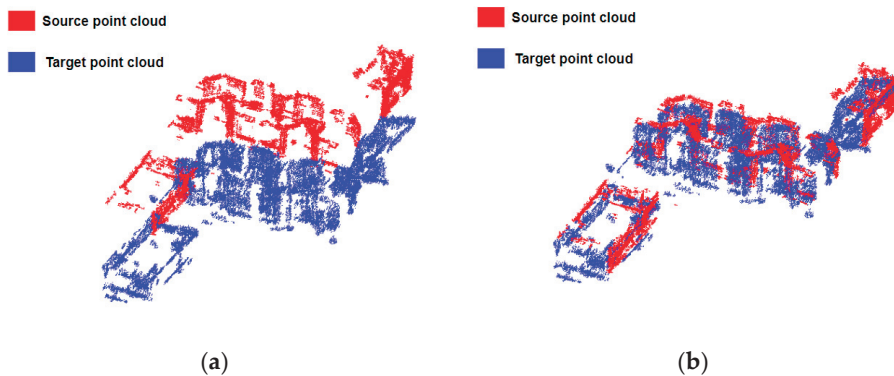 Source point cloud
Target point cloud
(a)
Source point cloud
Target point cloud
(b)